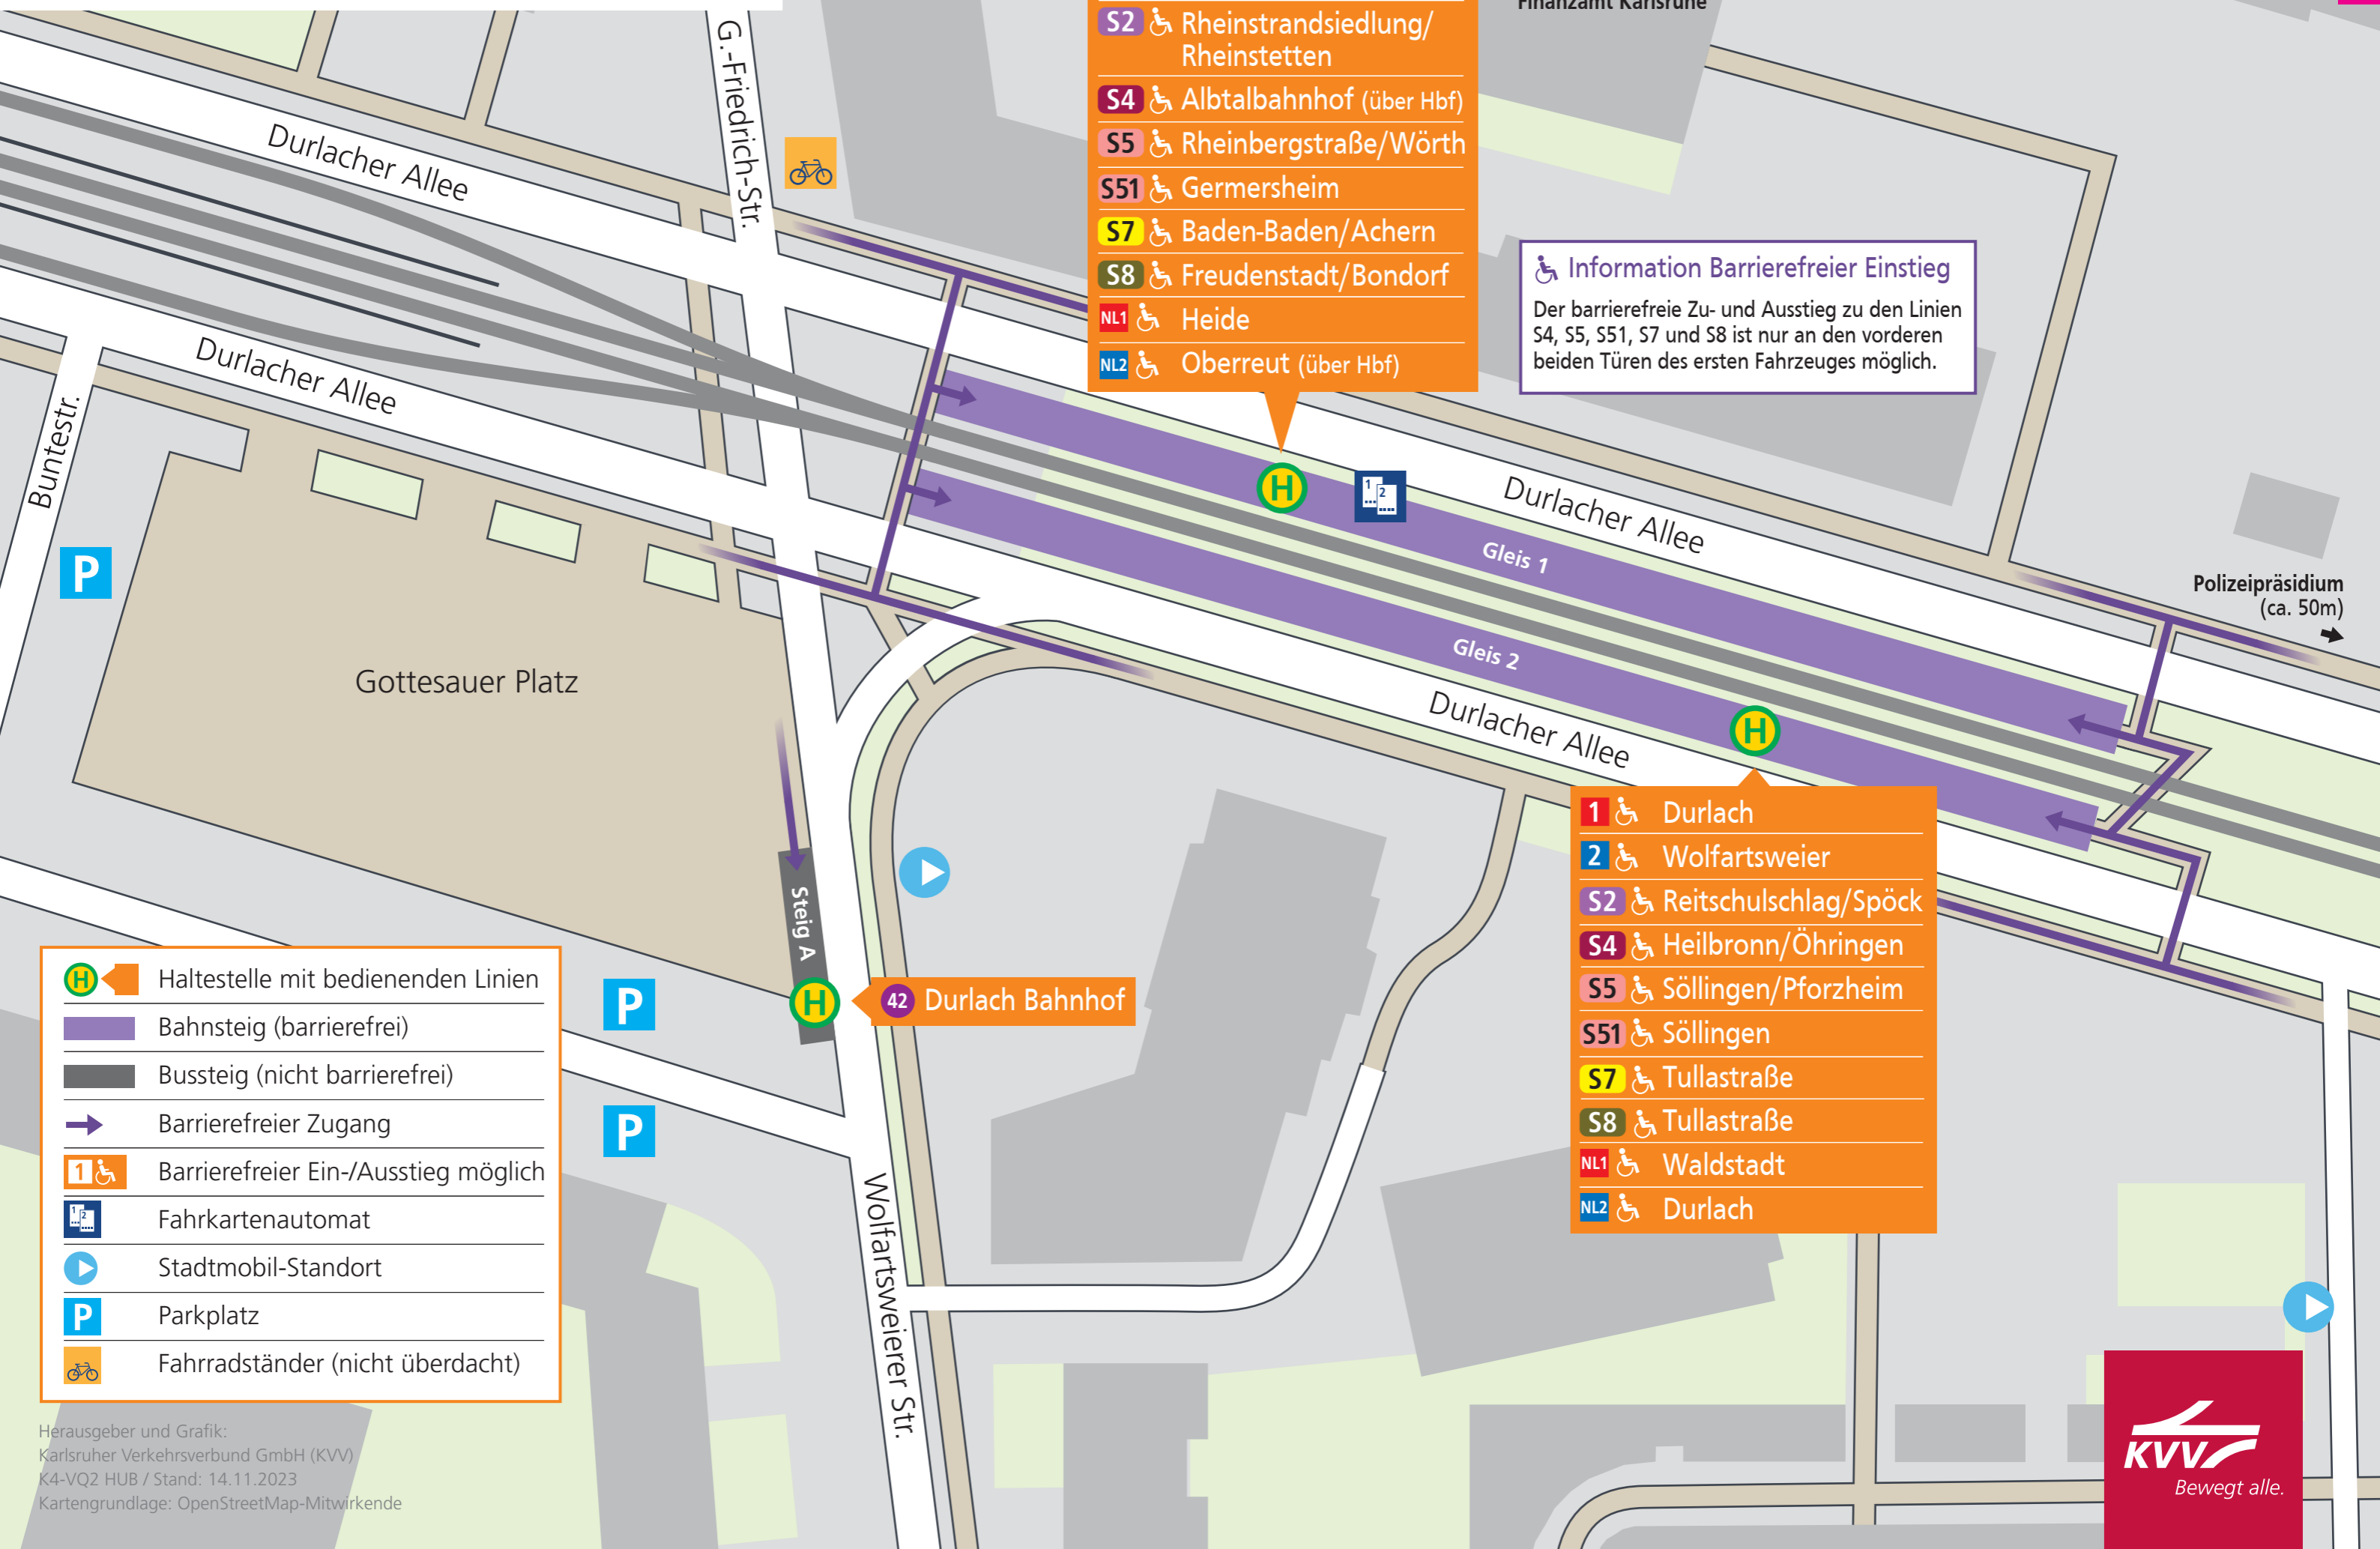 Finanzamt Karlsruhe
S2 Rheinstrandsiedlung/
Rheinstetten
S4 Albtalbahnhof (über Hbf)
S5 Rheinbergstraße/Wörth
S51 Germersheim
S7 Baden-Baden/Achern
S8 Freudenstadt/Bondorf
NL1 Heide
NL2 Oberreut (über Hbf)
G.-Friedrich-Str.
Durlacher Allee
Durlacher Allee
Buntestr.
Information Barrierefreier Einstieg
Der barrierefreie Zu- und Ausstieg zu den Linien
S4, S5, S51, S7 und S8 ist nur an den vorderen
beiden Türen des ersten Fahrzeuges möglich.
H
1 2
Durlacher Allee
Gleis 1
P
Polizeipräsidium
(ca. 50m)
Gleis 2
Gottesauer Platz
Durlacher Allee
H
1 Durlach
2 Wolfartsweier
S2 Reitschulschlag/Spöck
S4 Heilbronn/Öhringen
S5 Söllingen/Pforzheim
S51 Söllingen
S7 Tullastraße
S8 Tullastraße
NL1 Waldstadt
NL2 Durlach
Steig A
H
42 Durlach Bahnhof
P
P
Wolfartsweierer Str.
H Haltestelle mit bedienenden Linien
Bahnsteig (barrierefrei)
Bussteig (nicht barrierefrei)
Barrierefreier Zugang
1 Barrierefreier Ein-/Ausstieg möglich
1 2 Fahrkartenautomat
Stadtmobil-Standort
P Parkplatz
Fahrradständer (nicht überdacht)
Herausgeber und Grafik:
Karlsruher Verkehrsverbund GmbH (KVV)
K4-VQ2 HUB / Stand: 14.11.2023
Kartengrundlage: OpenStreetMap-Mitwirkende
KVV
Bewegt alle.